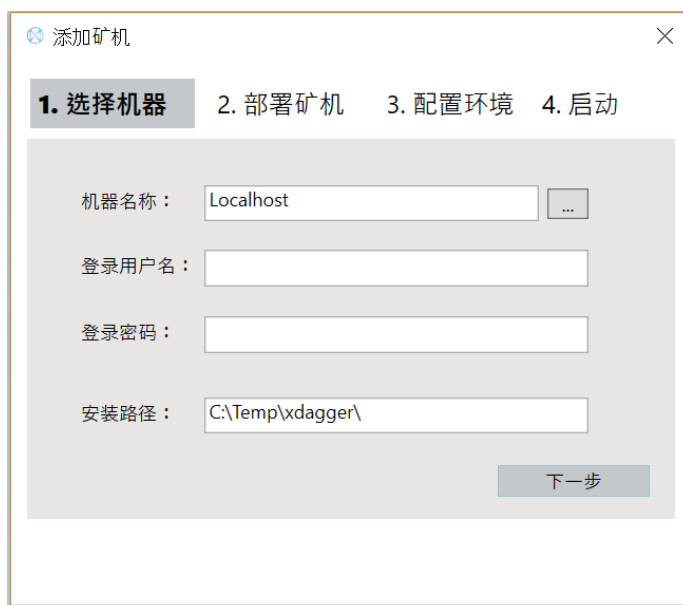 添加矿机
1. 选择机器 2. 部署矿机 3. 配置环境 4. 启动
机器名称： Localhost ...
登录用户名：
登录密码：
安装路径： C:\Temp\xdagger\
下一步